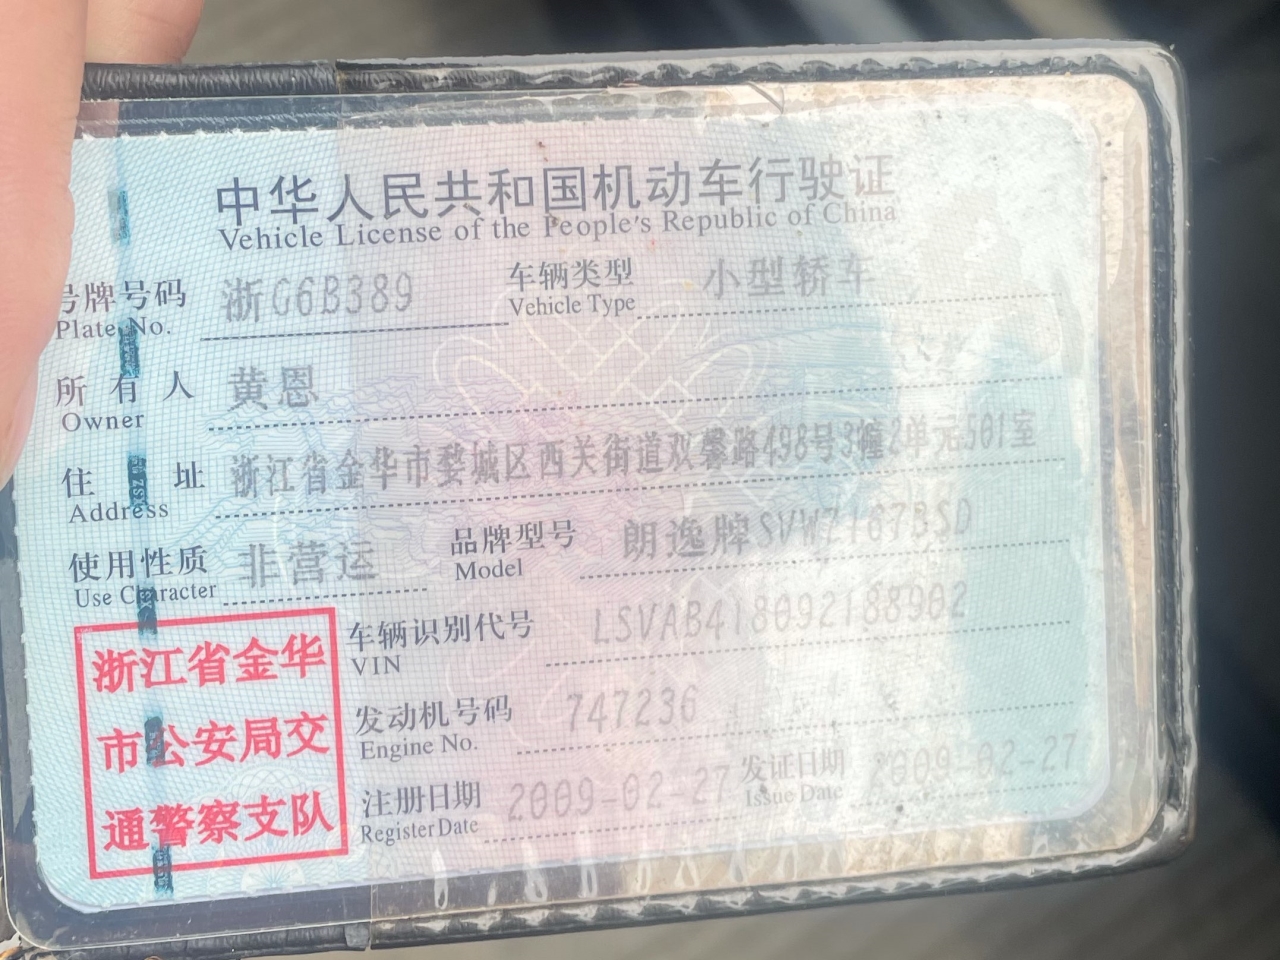 中华人民共和国机动车行驶证
Vehicle License of the People's Republic of China
号牌号码 浙G6B389 车辆类型 小型轿车
Plate No. Vehicle Type
所有人 黄恩
Owner
住址 浙江省金华市婺城区西关街道双馨路498号3幢2单元501室
Address
使用性质 非营运 品牌型号 朗逸牌SVW7167BSD
Use Character Model
车辆识别代号 LSVAB418092188902
VIN
发动机号码 747236
Engine No.
注册日期 2009-02-27 发证日期 2009-02-27
Register Date Issue Date
浙江省金华
市公安局交
通警察支队